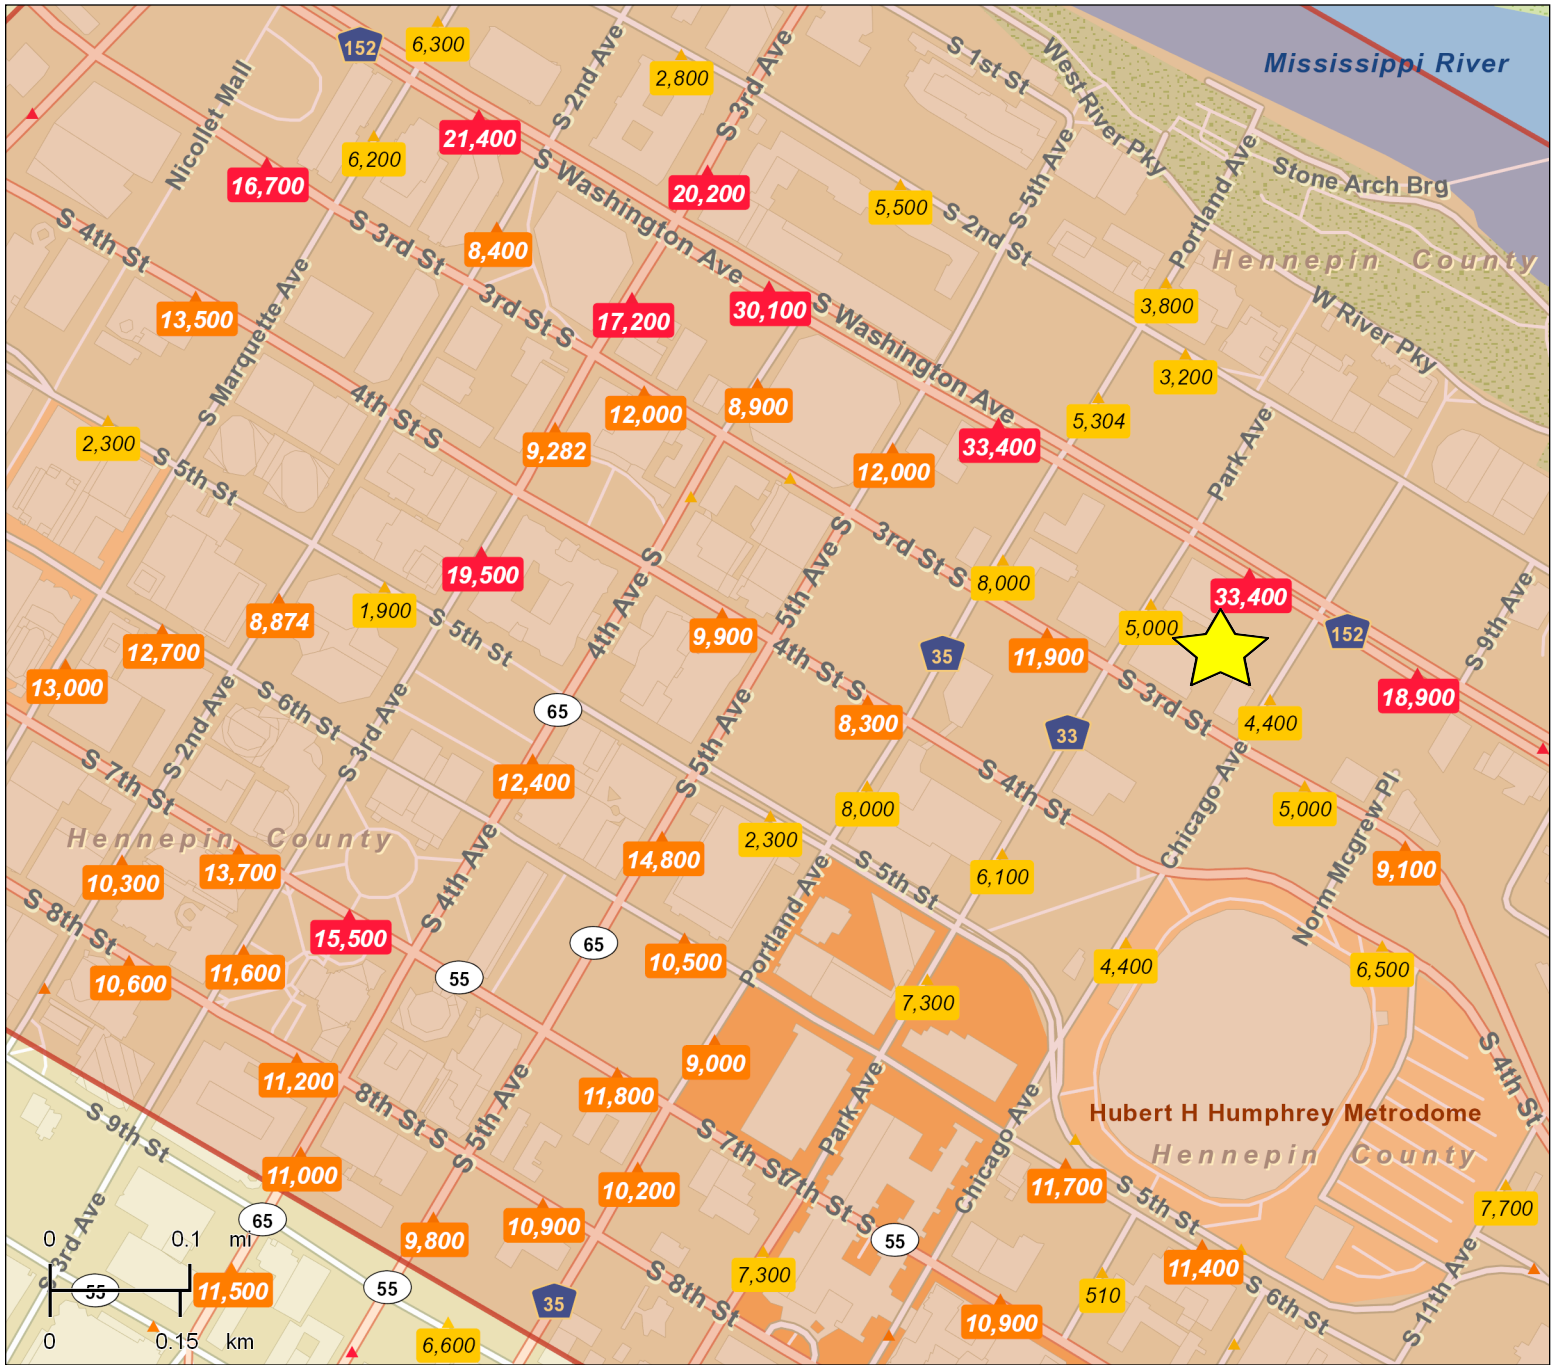 152
6,300
S 2nd Ave
2,800
S 3rd Ave
S 1st St
West River Pky
Mississippi River
Nicollet Mall
21,400
6,200
16,700
S Washington Ave
20,200
5,500
S 5th Ave
S 2nd St
Portland Ave
Stone Arch Brg
Hennepin County
S 4th St
S 3rd St
8,400
13,500
S Marquette Ave
3rd St S
17,200
30,100
S Washington Ave
3,800
W River Pky
3,200
2,300
4th St S
12,000
8,900
5,304
9,282
33,400
12,000
Park Ave
S 5th St
19,500
4th Ave S
5th Ave S
3rd St S
8,000
33,400
152
S 9th Ave
1,900
8,874
S 5th St
9,900
4th St S
35
11,900
5,000
12,700
13,000
S 2nd Ave
S 6th St
S 3rd Ave
65
S 5th Ave
8,300
33
S 3rd St
4,400
18,900
S 7th St
12,400
8,000
S 4th St
Chicago Ave
5,000
Norm Mcgrew Pl
Hennepin County
2,300
14,800
10,300
13,700
S 4th Ave
S 5th St
6,100
9,100
S 8th St
15,500
65
10,500
Portland Ave
10,600
11,600
55
7,300
4,400
6,500
11,200
9,000
11,800
S 4th St
S 9th St
8th St S
S 5th Ave
S 7th St
Park Ave
Chicago Ave
Hubert H Humphrey Metrodome
Hennepin County
11,000
10,200
7th St S
11,700
S 5th St
7,700
S 3rd Ave
65
9,800
10,900
55
11,400
0 0.1 mi
55
11,500
55
35
S 8th St
7,300
510
S 6th St
S 11th Ave
0 0.15 km
6,600
10,900